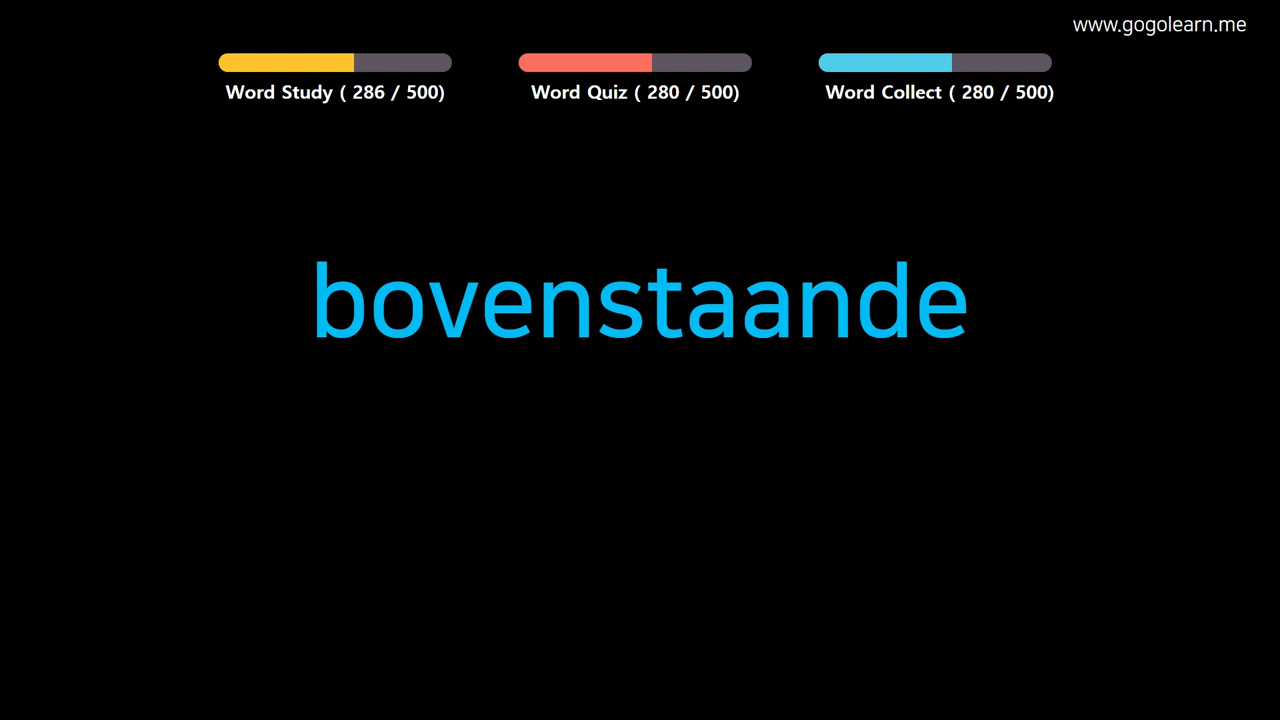 www.gogolearn.me
Word Study ( 286 / 500)
Word Quiz ( 280 / 500)
Word Collect ( 280 / 500)
bovenstaande